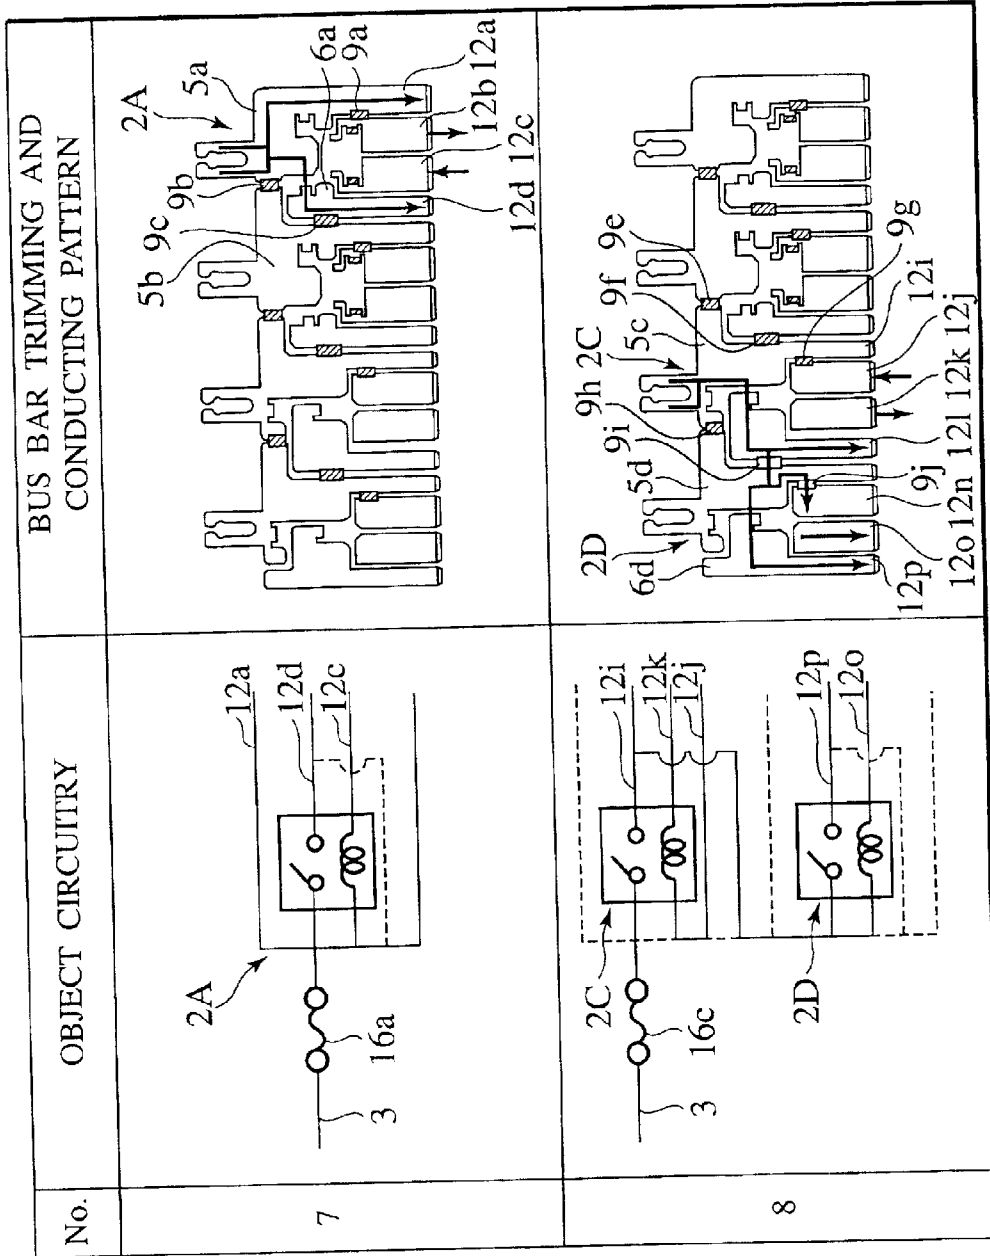 No.
OBJECT CIRCUITRY
BUS BAR TRIMMING AND
CONDUCTING PATTERN
7
3
16a
2A
12a
12d
12c
5b
9c
9b
2A
5a
6a
9a
12a
12b
12c
12d
8
3
16c
2C
12i
12k
12j
2D
12p
12o
6d
2D
5d
9i
9h
2C
5c
9f
9e
9g
12i
12j
12k
12l
9j
12n
12o
12p